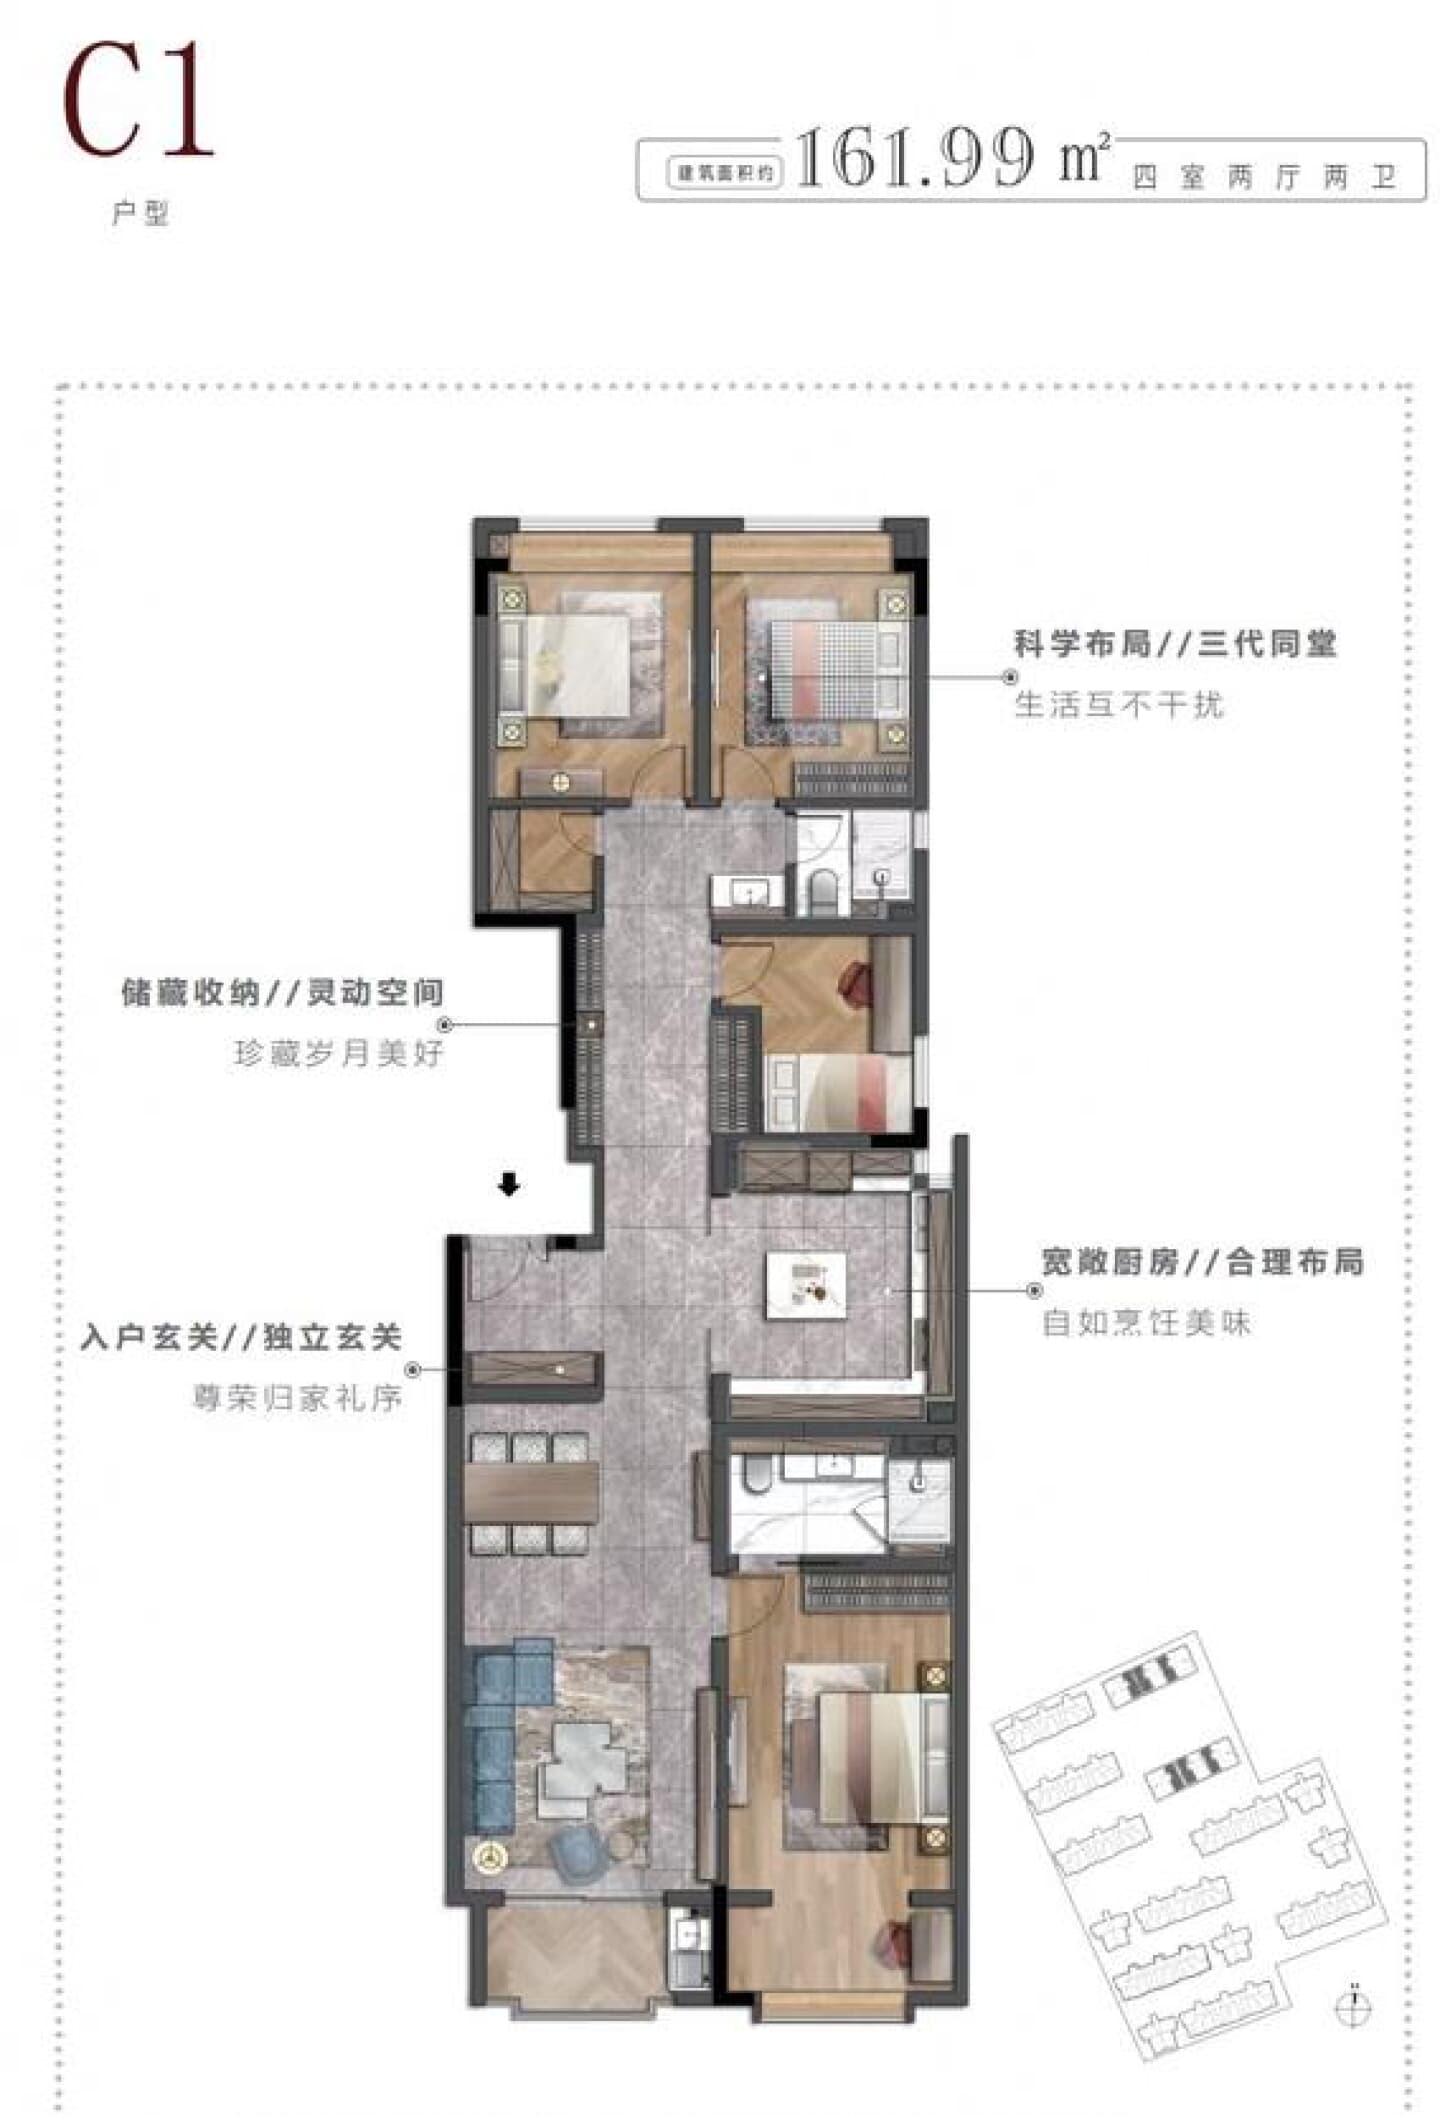 C1
户型
建筑面积约 161.99 m² 四室两厅两卫
科学布局//三代同堂
生活互不干扰
储藏收纳//灵动空间
珍藏岁月美好
宽敞厨房//合理布局
自如烹饪美味
入户玄关//独立玄关
尊荣归家礼序